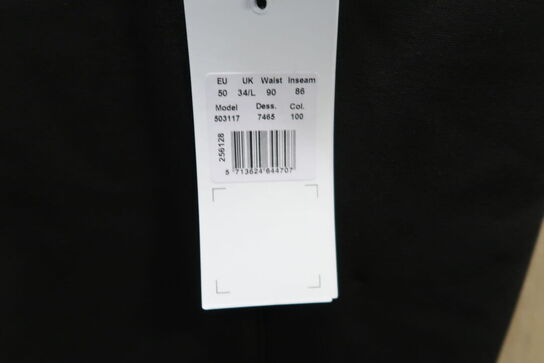 EU UK Waist Inseam
50 34/L 90 86
Model Dess. Col.
503117 7465 100
256128
5 713624 644707